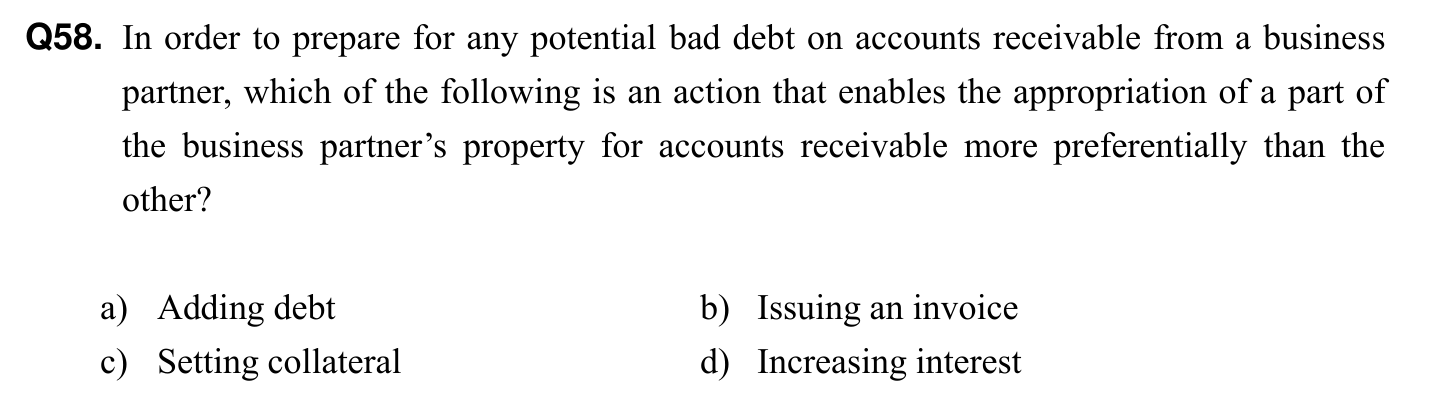 Q58. In order to prepare for any potential bad debt on accounts receivable from a business
partner, which of the following is an action that enables the appropriation of a part of
the business partner’s property for accounts receivable more preferentially than the
other?
a) Adding debt b) Issuing an invoice
c) Setting collateral d) Increasing interest